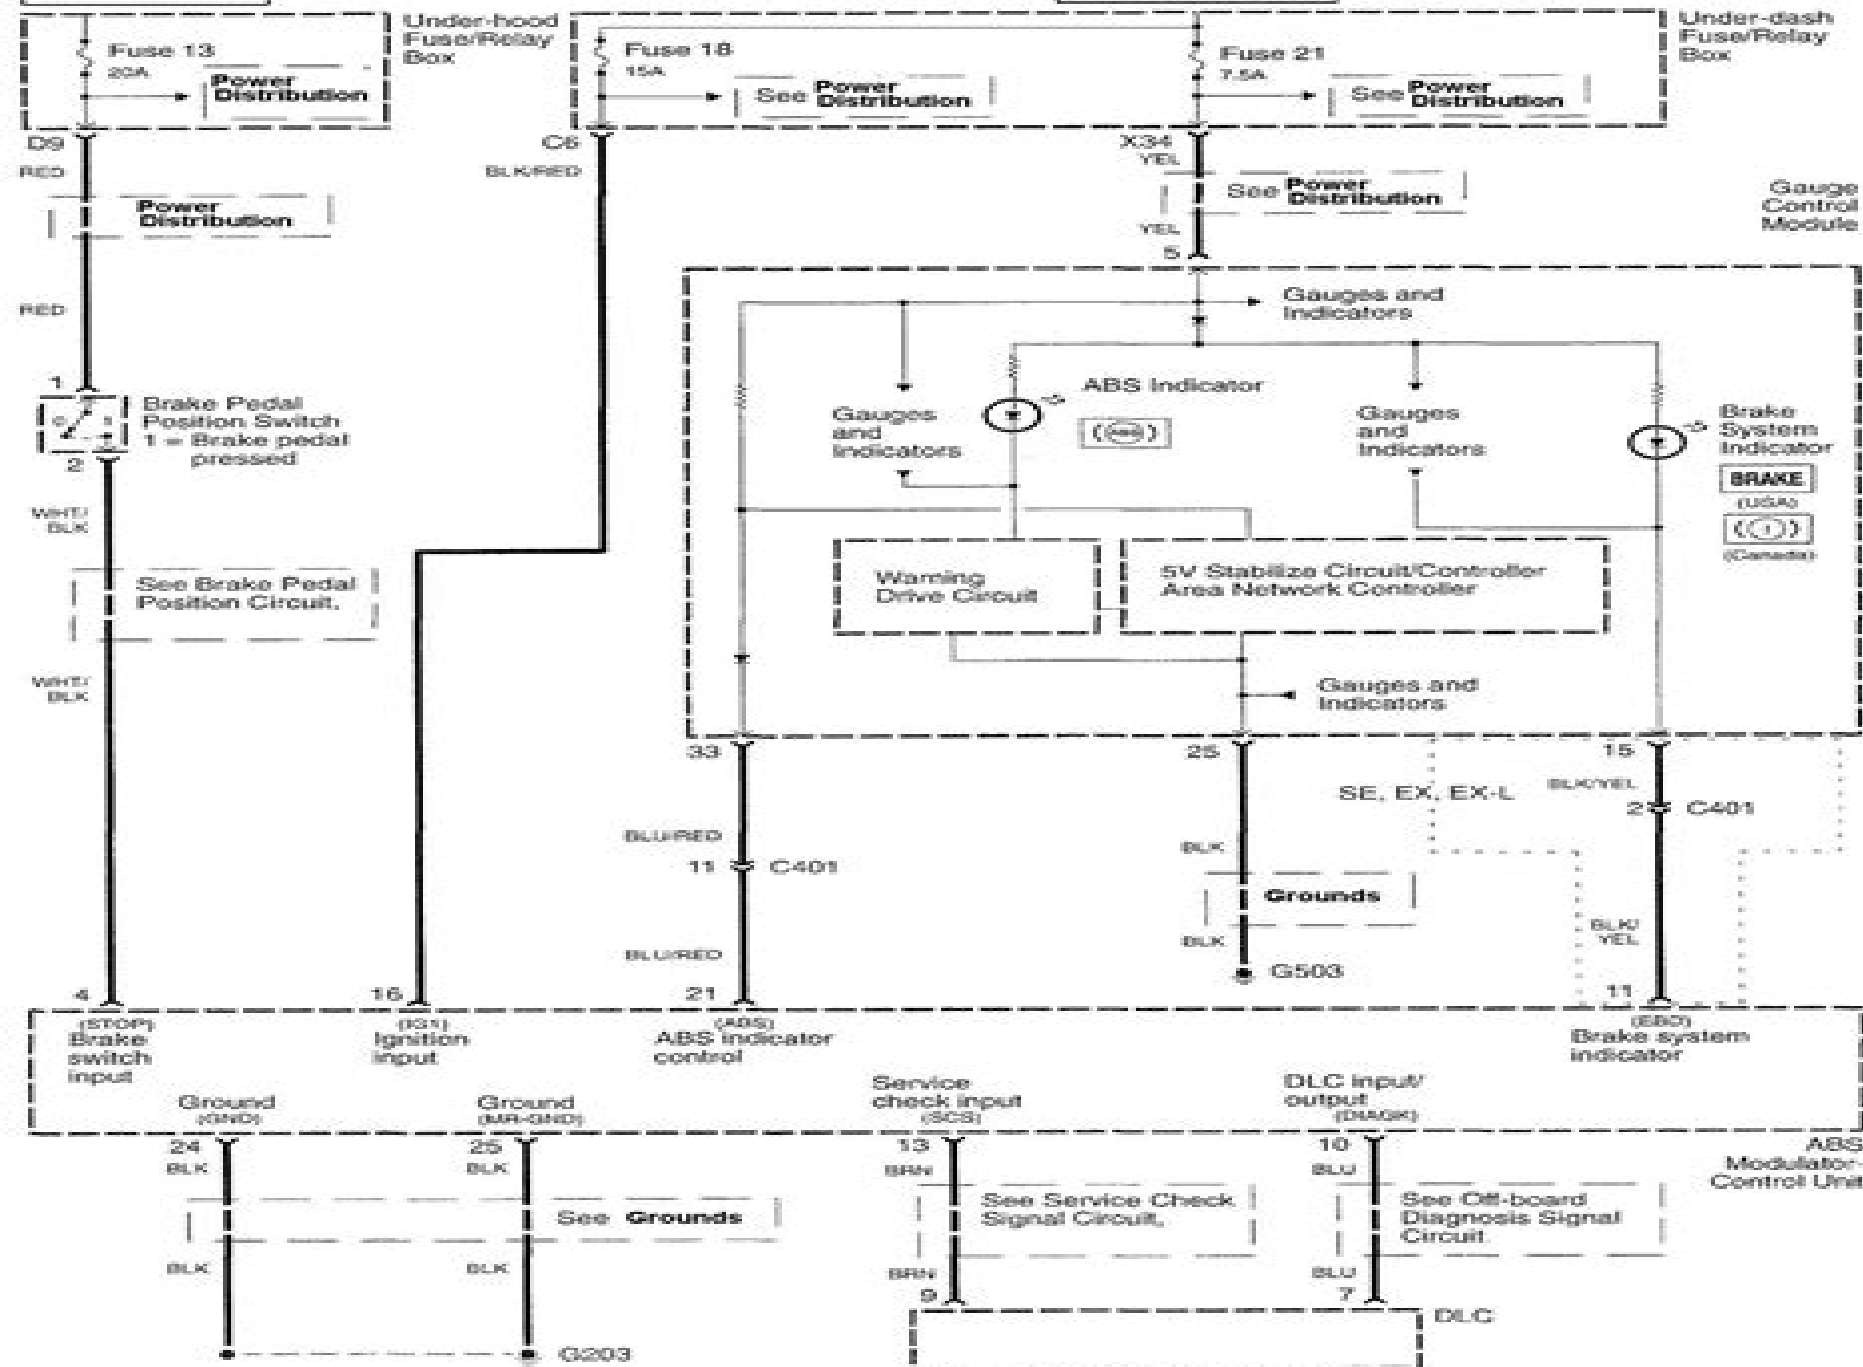 Under-hood
Fuse/Relay
Box
Fuse 13
20A
Power
Distribution
Fuse 18
15A
See Power
Distribution
Fuse 21
7.5A
See Power
Distribution
Under-dash
Fuse/Relay
Box
D9
RED
C6
BLK/RED
X34
YEL
Power
Distribution
See Power
Distribution
YEL
5
Gauge
Control
Module
RED
1
Brake Pedal
Position Switch
1 = Brake pedal
pressed
0
1
2
Gauges and
Indicators
ABS Indicator
Gauges
and
Indicators
Gauges
and
Indicators
Brake
System
Indicator
BRAKE
(USA)
(Canada)
WHT/
BLK
See Brake Pedal
Position Circuit.
WHT/
BLK
Warning
Drive Circuit
5V Stabilize Circuit/Controller
Area Network Controller
Gauges and
Indicators
33
25
15
SE, EX, EX-L
BLK/YEL
2
C401
BLU/RED
11
C401
BLK
Grounds
BLK
G503
BLK/
YEL
BLU/RED
4
16
21
11
(STOP)
Brake
switch
input
(IG1)
Ignition
input
(ABS)
ABS indicator
control
(EBD)
Brake system
indicator
Ground
(GND)
Ground
(MR-GND)
Service
check input
(SCS)
DLC input/
output
(DIAGK)
24
BLK
25
BLK
13
BRN
10
BLU
ABS
Modulator-
Control Unit
See Grounds
See Service Check
Signal Circuit.
See Off-board
Diagnosis Signal
Circuit.
BLK
BLK
BRN
9
BLU
7
DLC
G203